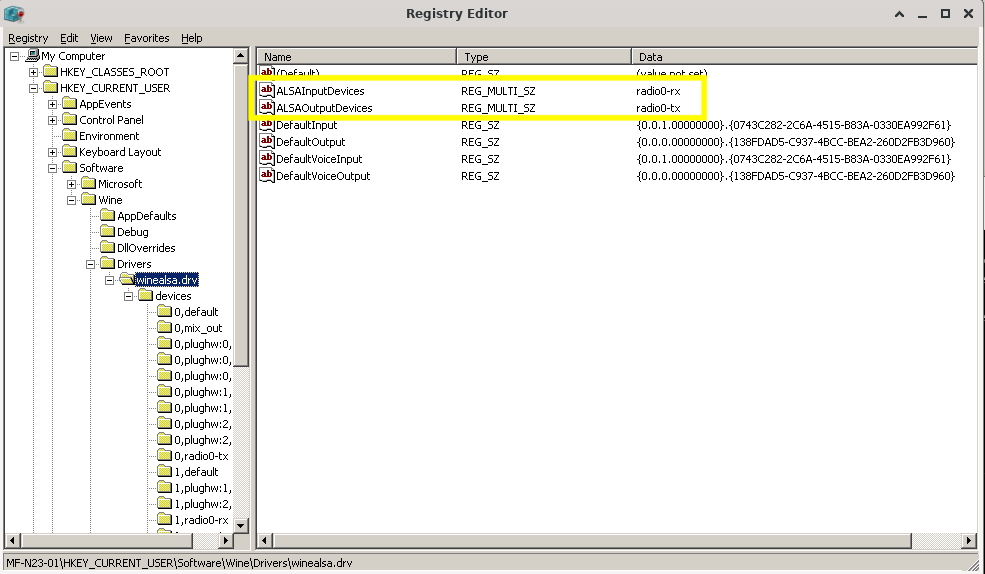 Registry Editor
Registry Edit View Favorites Help
My Computer
HKEY_CLASSES_ROOT
HKEY_CURRENT_USER
AppEvents
Control Panel
Environment
Keyboard Layout
Software
Microsoft
Wine
AppDefaults
Debug
DllOverrides
Drivers
winealsa.drv
devices
0,default
0,mix_out
0,plughw:0,
0,plughw:0,
0,plughw:0,
0,plughw:1,
0,plughw:1,
0,plughw:2,
0,plughw:2,
0,radio0-tx
1,default
1,plughw:1,
1,plughw:2,
1,radio0-rx
Name Type Data
(Default) REG_SZ (value not set)
ALSAInputDevices REG_MULTI_SZ radio0-rx
ALSAOutputDevices REG_MULTI_SZ radio0-tx
DefaultInput REG_SZ {0.0.1.00000000}.{0743C282-2C6A-4515-B83A-0330EA992F61}
DefaultOutput REG_SZ {0.0.0.00000000}.{138FDAD5-C937-4BCC-BEA2-260D2FB3D960}
DefaultVoiceInput REG_SZ {0.0.1.00000000}.{0743C282-2C6A-4515-B83A-0330EA992F61}
DefaultVoiceOutput REG_SZ {0.0.0.00000000}.{138FDAD5-C937-4BCC-BEA2-260D2FB3D960}
MF-N23-01\HKEY_CURRENT_USER\Software\Wine\Drivers\winealsa.drv